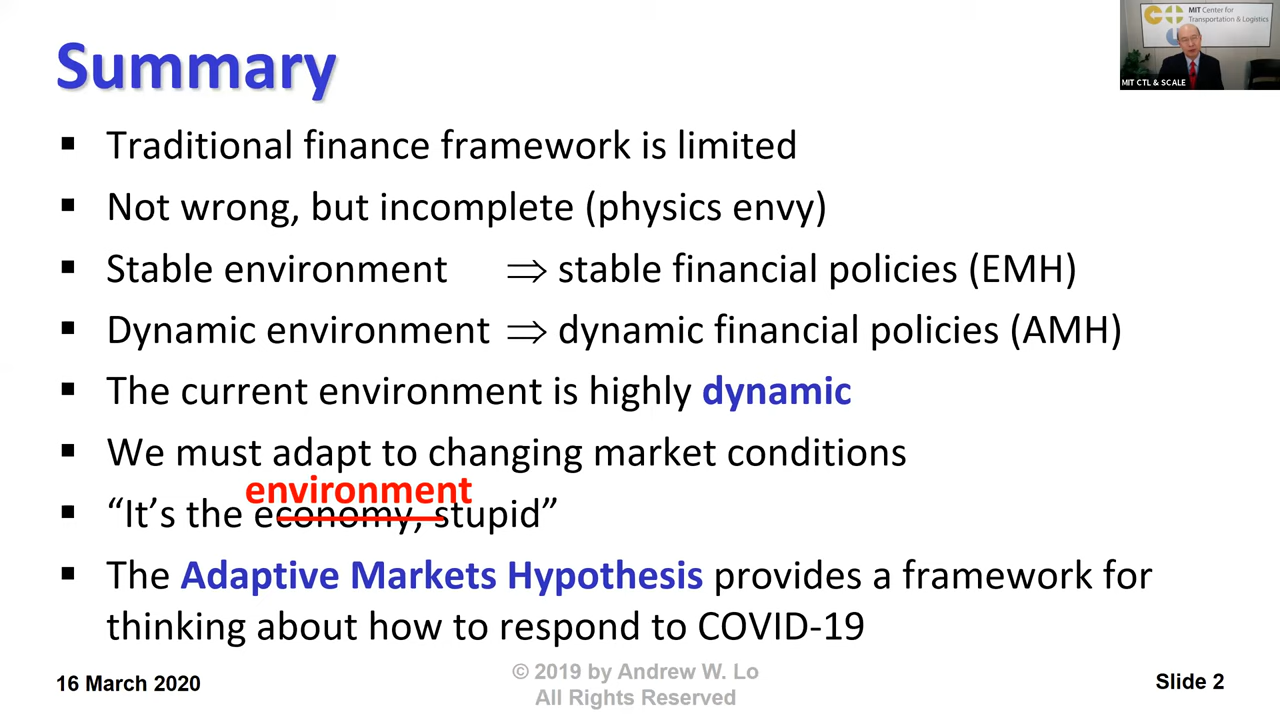 Summary
MIT Center for
Transportation & Logistics
MIT CTL & SCALE
▪ Traditional finance framework is limited
▪ Not wrong, but incomplete (physics envy)
▪ Stable environment ⇒ stable financial policies (EMH)
▪ Dynamic environment ⇒ dynamic financial policies (AMH)
▪ The current environment is highly dynamic
▪ We must adapt to changing market conditions
environment
▪ “It’s the economy, stupid”
▪ The Adaptive Markets Hypothesis provides a framework for
thinking about how to respond to COVID-19
16 March 2020
© 2019 by Andrew W. Lo
All Rights Reserved
Slide 2